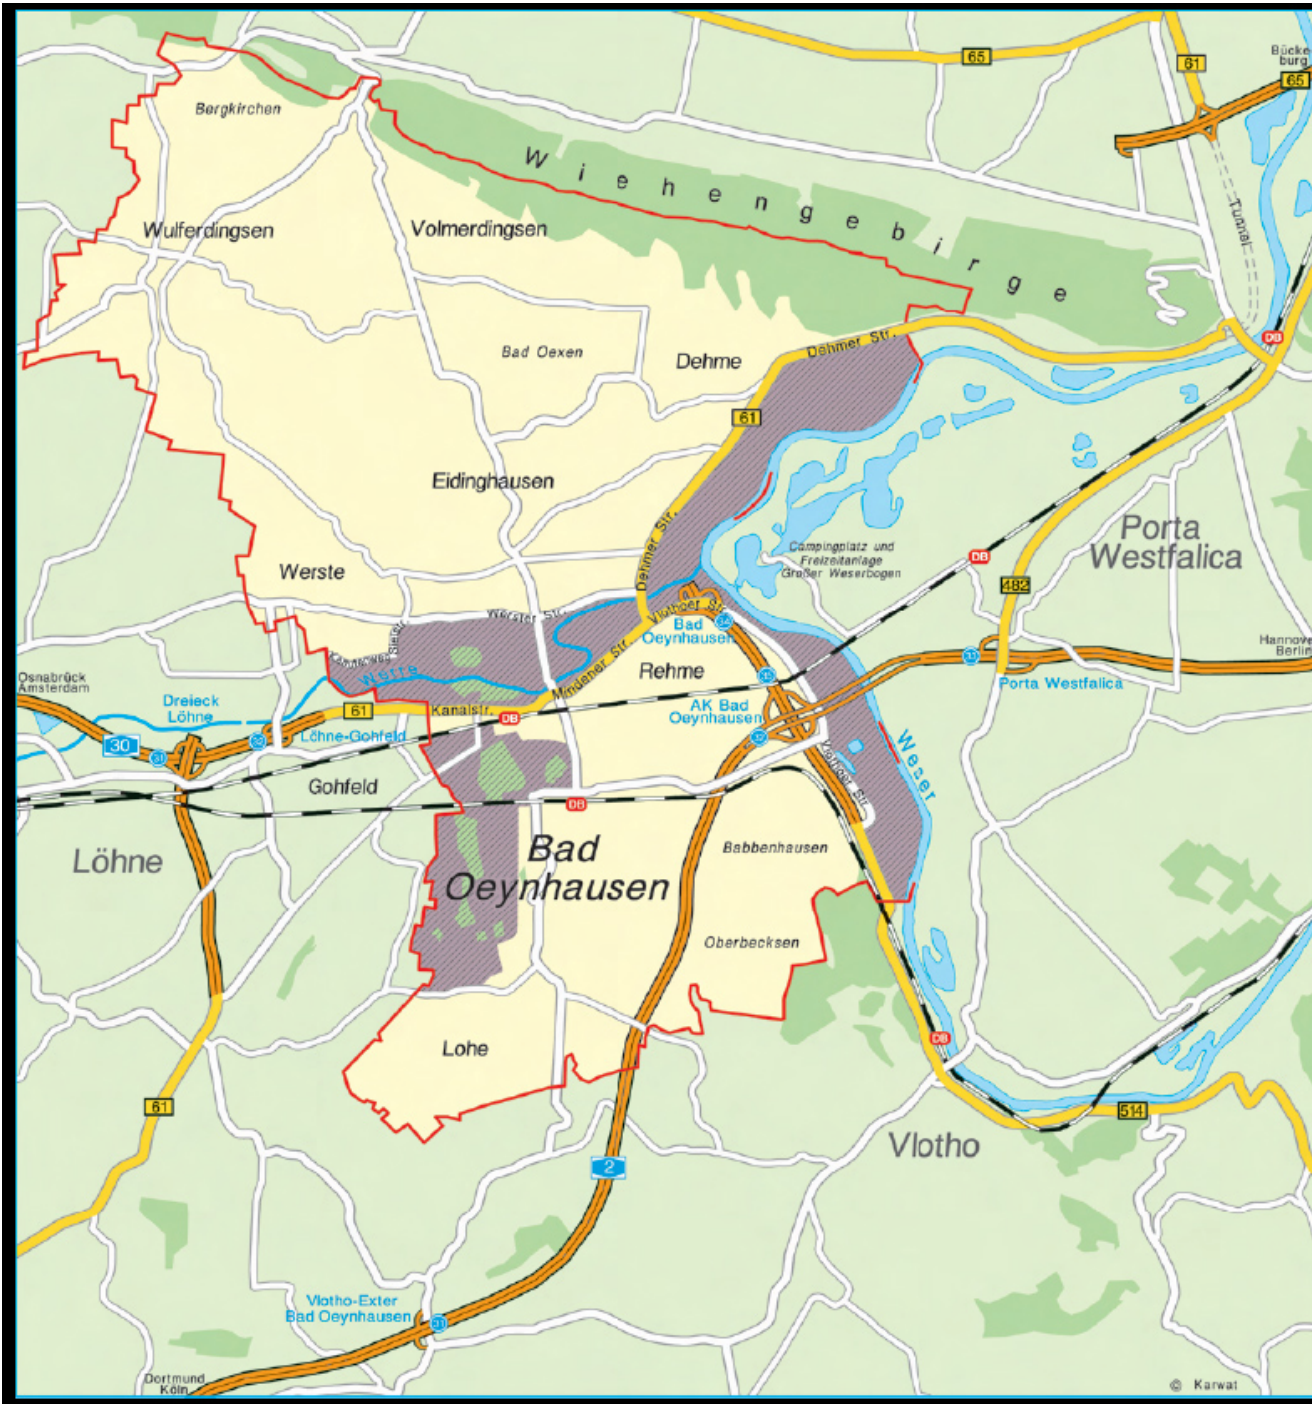 65
61
Bücke-
burg
65
Bergkirchen
Wiehengebirge
Tunnel
Wulferdingsen
Volmerdingsen
Dehmer Str.
DB
Bad Oexen
Dehme
61
Eidinghausen
Dehmer Str.
Campingplatz und
Freizeitanlage
Großer Weserbogen
DB
Porta
Westfalica
Werste
482
Werster Str.
Vlothoer Str.
34
Bad
Oeynhausen
Mindener Str.
Rehme
Hannove
Berlin
33
Porta Westfalica
Osnabrück
Amsterdam
Werre
33
Dreieck
Löhne
61
Kanalstr.
DB
AK Bad
Oeynhausen
32
30
31
32
Löhne-Gohfeld
Weser
Vlothoer Str.
Gohfeld
DB
Löhne
Bad
Oeynhausen
Babbenhausen
Oberbecksen
Lohe
DB
61
514
Vlotho
2
Vlotho-Exter
Bad Oeynhausen
31
Dortmund
Köln
© Karwat